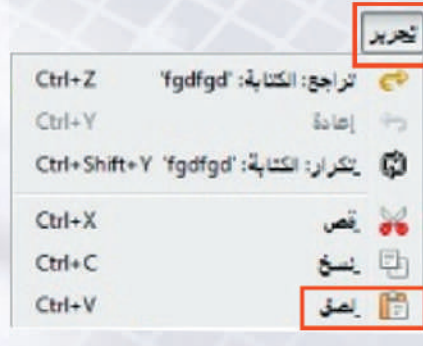 تحرير
تراجع: الكتابة: 'fgdfgd' Ctrl+Z
إعادة Ctrl+Y
تكرار: الكتابة: 'fgdfgd' Ctrl+Shift+Y
قص Ctrl+X
نسخ Ctrl+C
لصق Ctrl+V